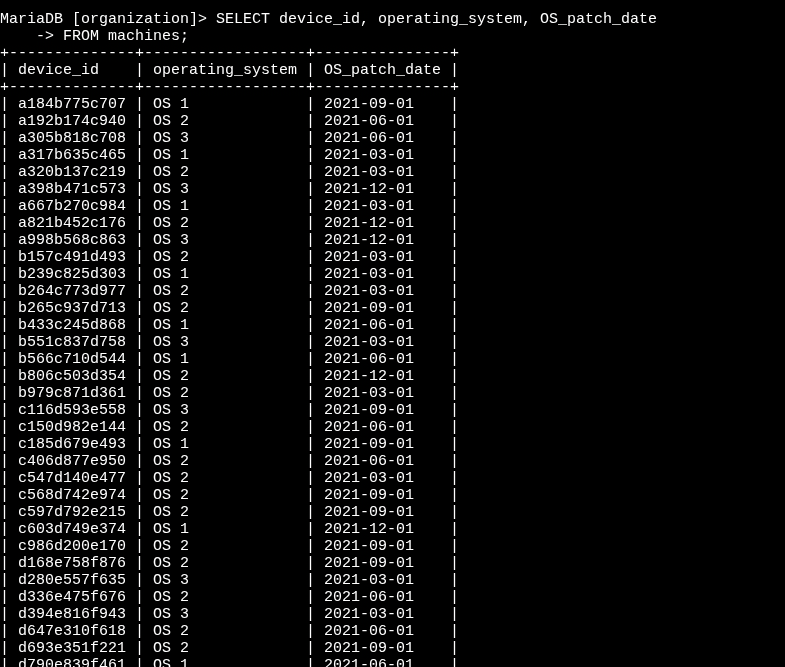 MariaDB [organization]> SELECT device_id, operating_system, OS_patch_date
    -> FROM machines;
+--------------+------------------+---------------+
| device_id    | operating_system | OS_patch_date |
+--------------+------------------+---------------+
| a184b775c707 | OS 1             | 2021-09-01    |
| a192b174c940 | OS 2             | 2021-06-01    |
| a305b818c708 | OS 3             | 2021-06-01    |
| a317b635c465 | OS 1             | 2021-03-01    |
| a320b137c219 | OS 2             | 2021-03-01    |
| a398b471c573 | OS 3             | 2021-12-01    |
| a667b270c984 | OS 1             | 2021-03-01    |
| a821b452c176 | OS 2             | 2021-12-01    |
| a998b568c863 | OS 3             | 2021-12-01    |
| b157c491d493 | OS 2             | 2021-03-01    |
| b239c825d303 | OS 1             | 2021-03-01    |
| b264c773d977 | OS 2             | 2021-03-01    |
| b265c937d713 | OS 2             | 2021-09-01    |
| b433c245d868 | OS 1             | 2021-06-01    |
| b551c837d758 | OS 3             | 2021-03-01    |
| b566c710d544 | OS 1             | 2021-06-01    |
| b806c503d354 | OS 2             | 2021-12-01    |
| b979c871d361 | OS 2             | 2021-03-01    |
| c116d593e558 | OS 3             | 2021-09-01    |
| c150d982e144 | OS 2             | 2021-06-01    |
| c185d679e493 | OS 1             | 2021-09-01    |
| c406d877e950 | OS 2             | 2021-06-01    |
| c547d140e477 | OS 2             | 2021-03-01    |
| c568d742e974 | OS 2             | 2021-09-01    |
| c597d792e215 | OS 2             | 2021-09-01    |
| c603d749e374 | OS 1             | 2021-12-01    |
| c986d200e170 | OS 2             | 2021-09-01    |
| d168e758f876 | OS 2             | 2021-09-01    |
| d280e557f635 | OS 3             | 2021-03-01    |
| d336e475f676 | OS 2             | 2021-06-01    |
| d394e816f943 | OS 3             | 2021-03-01    |
| d647e310f618 | OS 2             | 2021-06-01    |
| d693e351f221 | OS 2             | 2021-09-01    |
| d790e839f461 | OS 1             | 2021-06-01    |